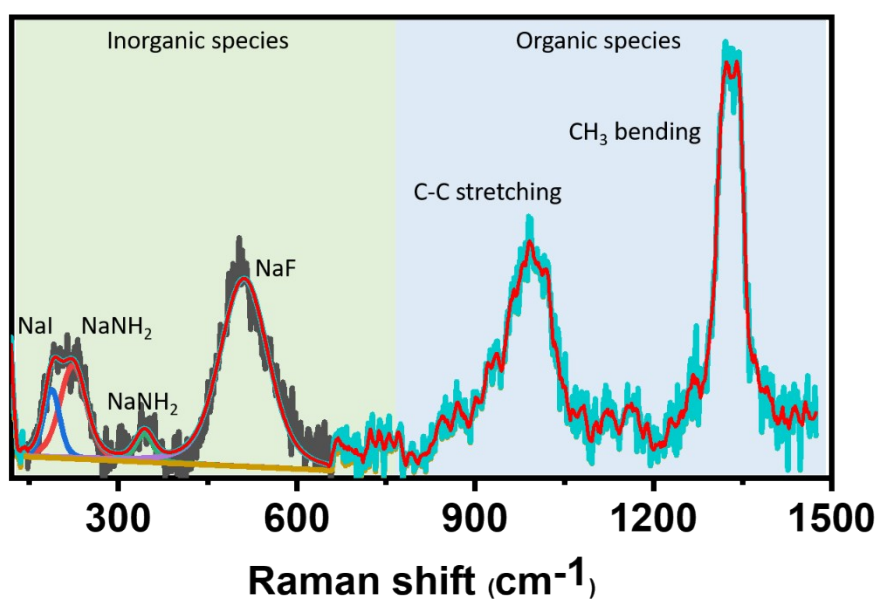 Inorganic species
Organic species
CH₃ bending
C-C stretching
NaF
NaI
NaNH₂
NaNH₂
300
600
900
1200
1500
Raman shift (cm⁻¹)